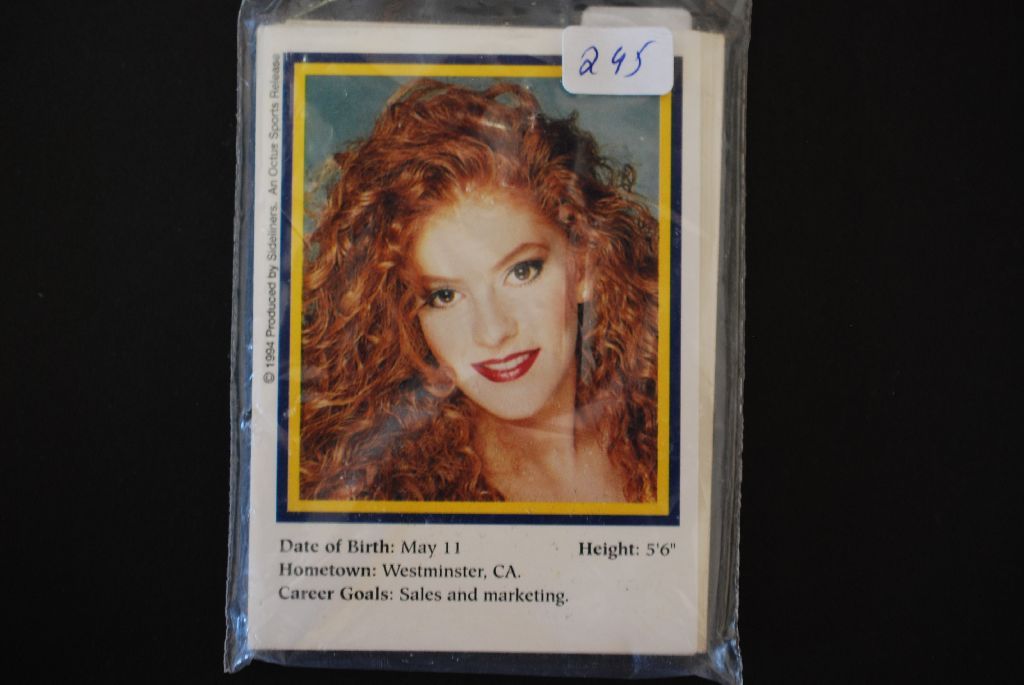 245
© 1994 Produced by Sideliners. An Octus Sports Release
Date of Birth: May 11 Height: 5'6"
Hometown: Westminster, CA.
Career Goals: Sales and marketing.